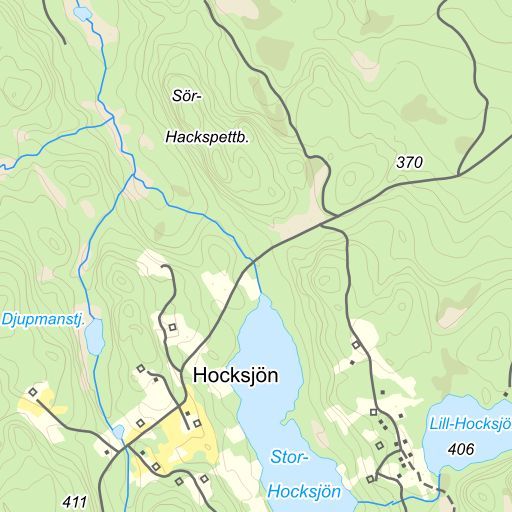 Sör-
Hackspettb.
370
Djupmanstj.
Hocksjön
Lill-Hocksjö
406
Stor-
Hocksjön
411